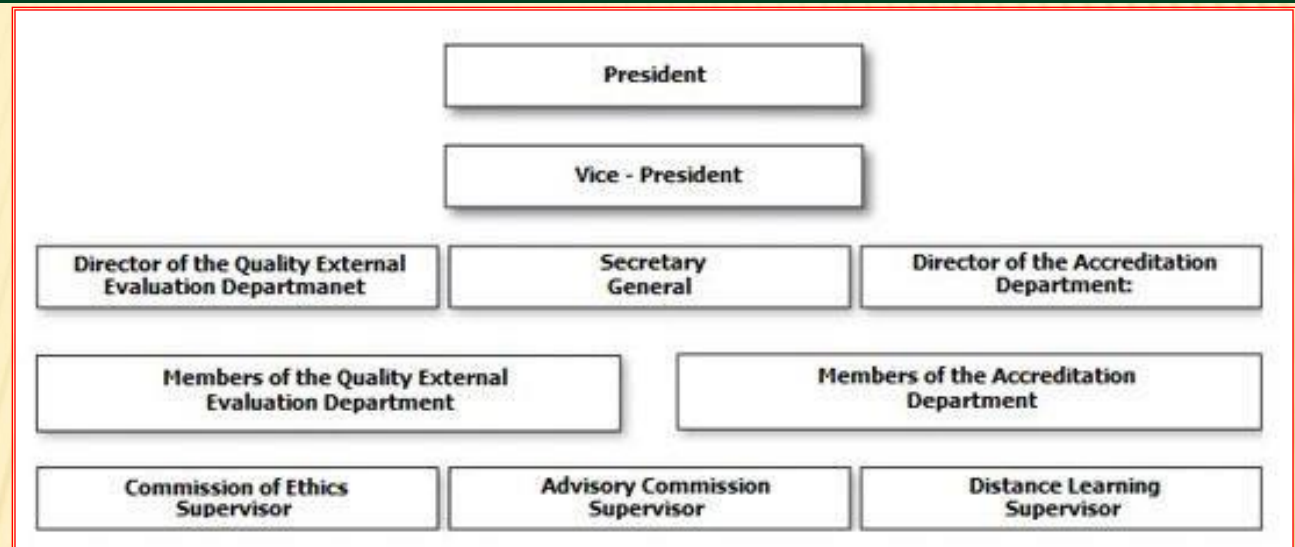 President
Vice - President
Director of the Quality External
Evaluation Departmanet
Secretary
General
Director of the Accreditation
Department:
Members of the Quality External
Evaluation Department
Members of the Accreditation
Department
Commission of Ethics
Supervisor
Advisory Commission
Supervisor
Distance Learning
Supervisor